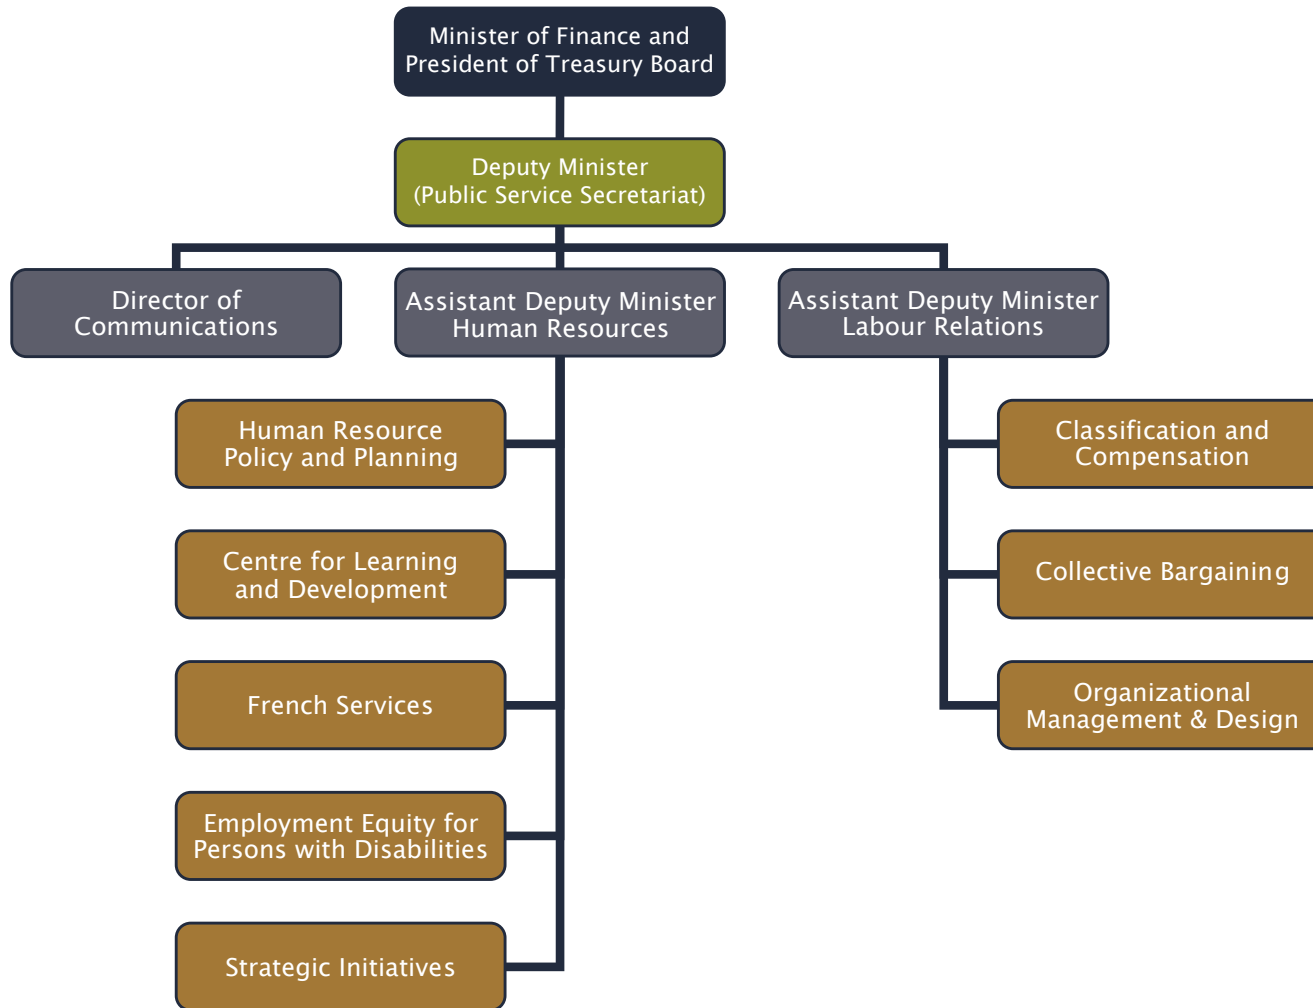 Minister of Finance and
President of Treasury Board
Deputy Minister
(Public Service Secretariat)
Director of
Communications
Assistant Deputy Minister
Human Resources
Assistant Deputy Minister
Labour Relations
Human Resource
Policy and Planning
Centre for Learning
and Development
French Services
Employment Equity for
Persons with Disabilities
Strategic Initiatives
Classification and
Compensation
Collective Bargaining
Organizational
Management & Design